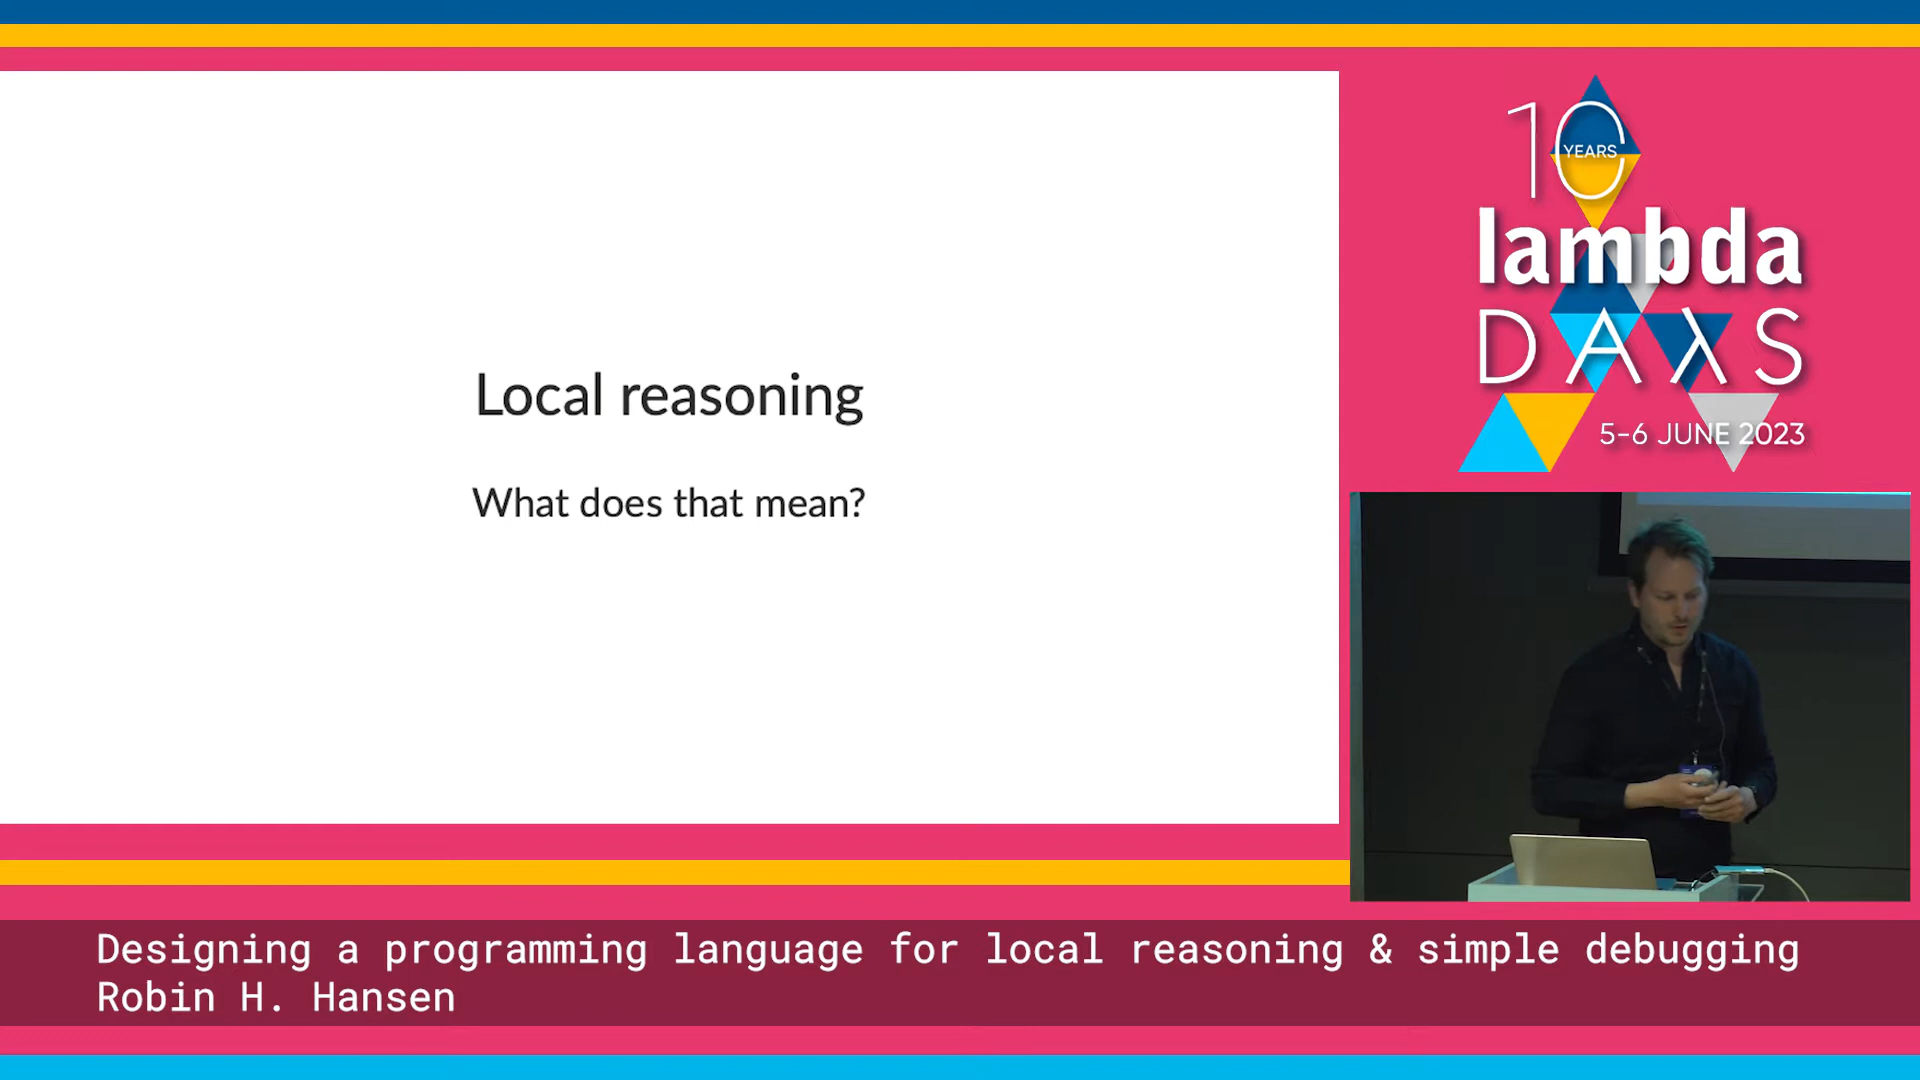 Local reasoning
What does that mean?
10
YEARS
lambda
DAλS
5-6 JUNE 2023
Designing a programming language for local reasoning & simple debugging
Robin H. Hansen